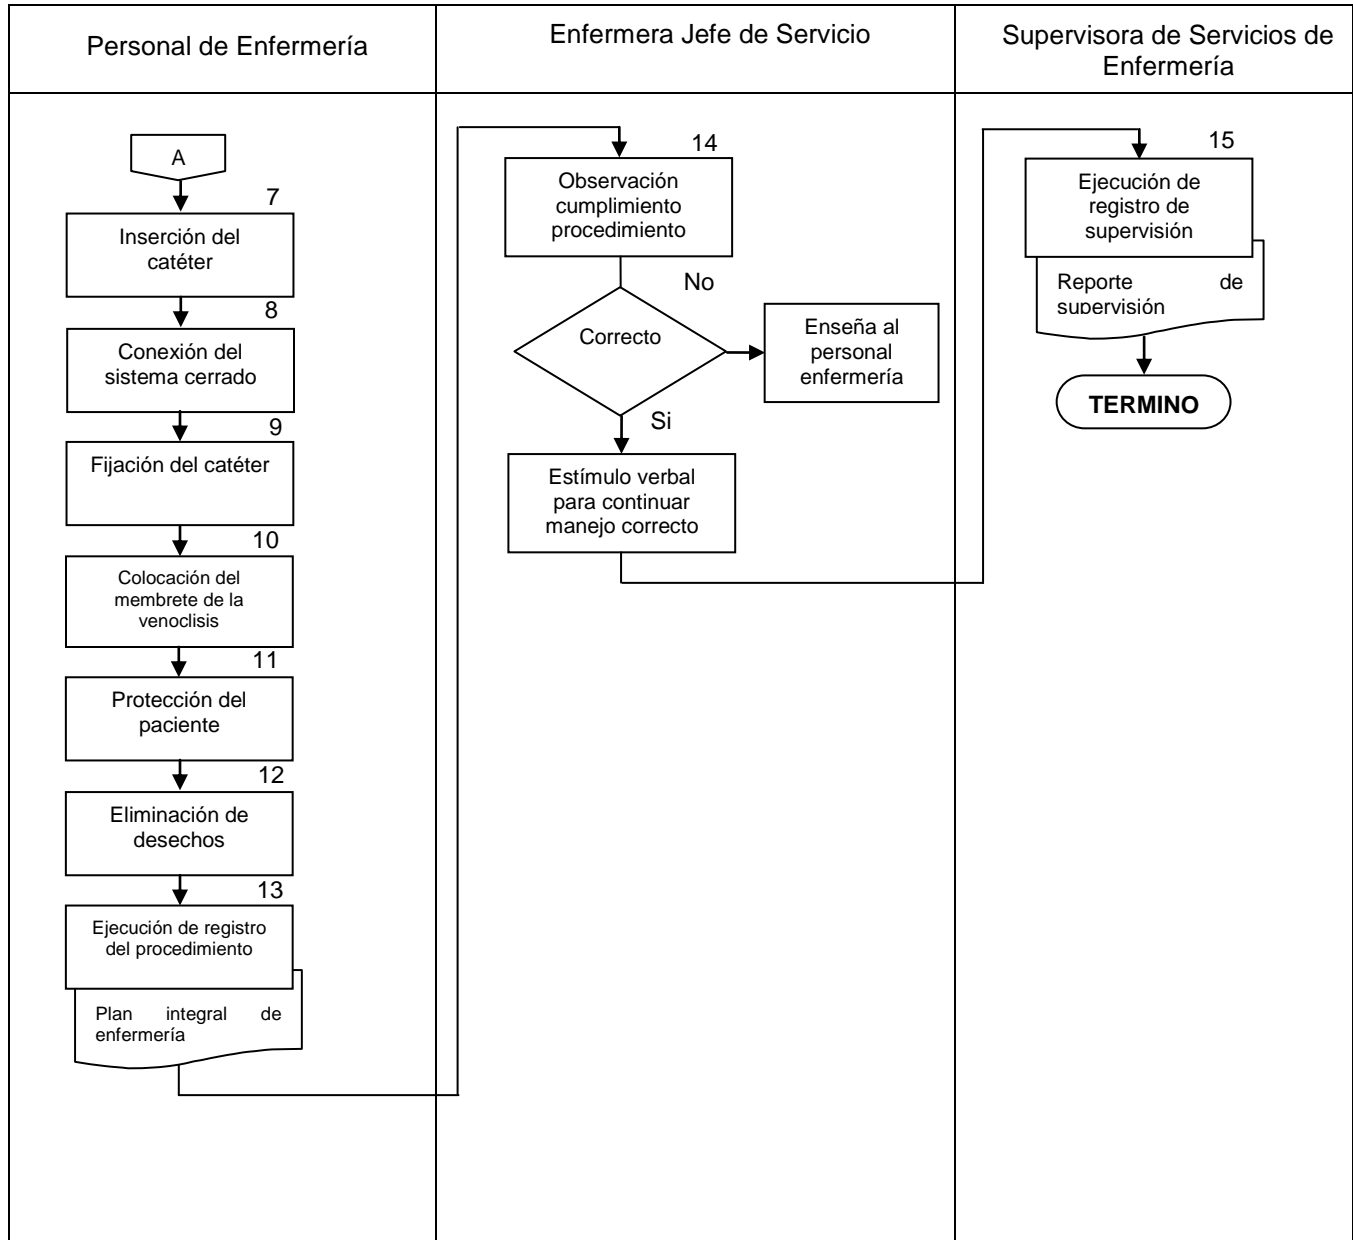 Personal de Enfermería
Enfermera Jefe de Servicio
Supervisora de Servicios de
Enfermería
A
7
Inserción del
catéter
8
Conexión del
sistema cerrado
9
Fijación del catéter
10
Colocación del
membrete de la
venoclisis
11
Protección del
paciente
12
Eliminación de
desechos
13
Ejecución de registro
del procedimiento
Plan integral de
enfermería
14
Observación
cumplimiento
procedimiento
No
Correcto
Enseña al
personal
enfermería
Si
Estímulo verbal
para continuar
manejo correcto
15
Ejecución de
registro de
supervisión
Reporte de
supervisión
TERMINO